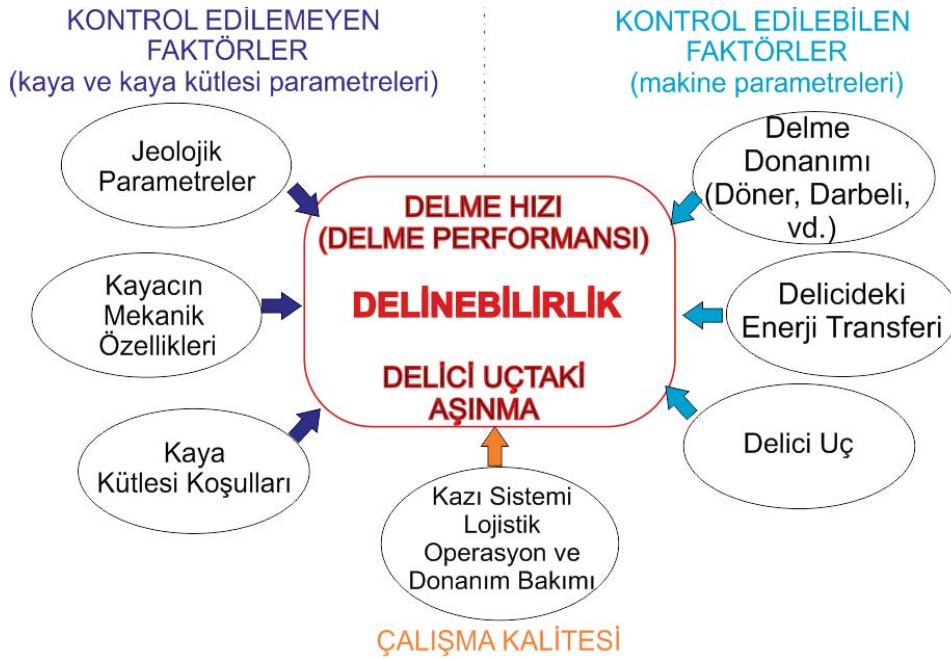 KONTROL EDİLEMEYEN
FAKTÖRLER
(kaya ve kaya kütlesi parametreleri)
KONTROL EDİLEBİLEN
FAKTÖRLER
(makine parametreleri)
Jeolojik
Parametreler
Kayacın
Mekanik
Özellikleri
Kaya
Kütlesi Koşulları
DELME HIZI
(DELME PERFORMANSI)
DELİNEBİLİRLİK
DELİCİ UÇTAKİ
AŞINMA
Delme
Donanımı
(Döner, Darbeli,
vd.)
Delicideki
Enerji Transferi
Delici Uç
Kazı Sistemi
Lojistik
Operasyon ve
Donanım Bakımı
ÇALIŞMA KALİTESİ